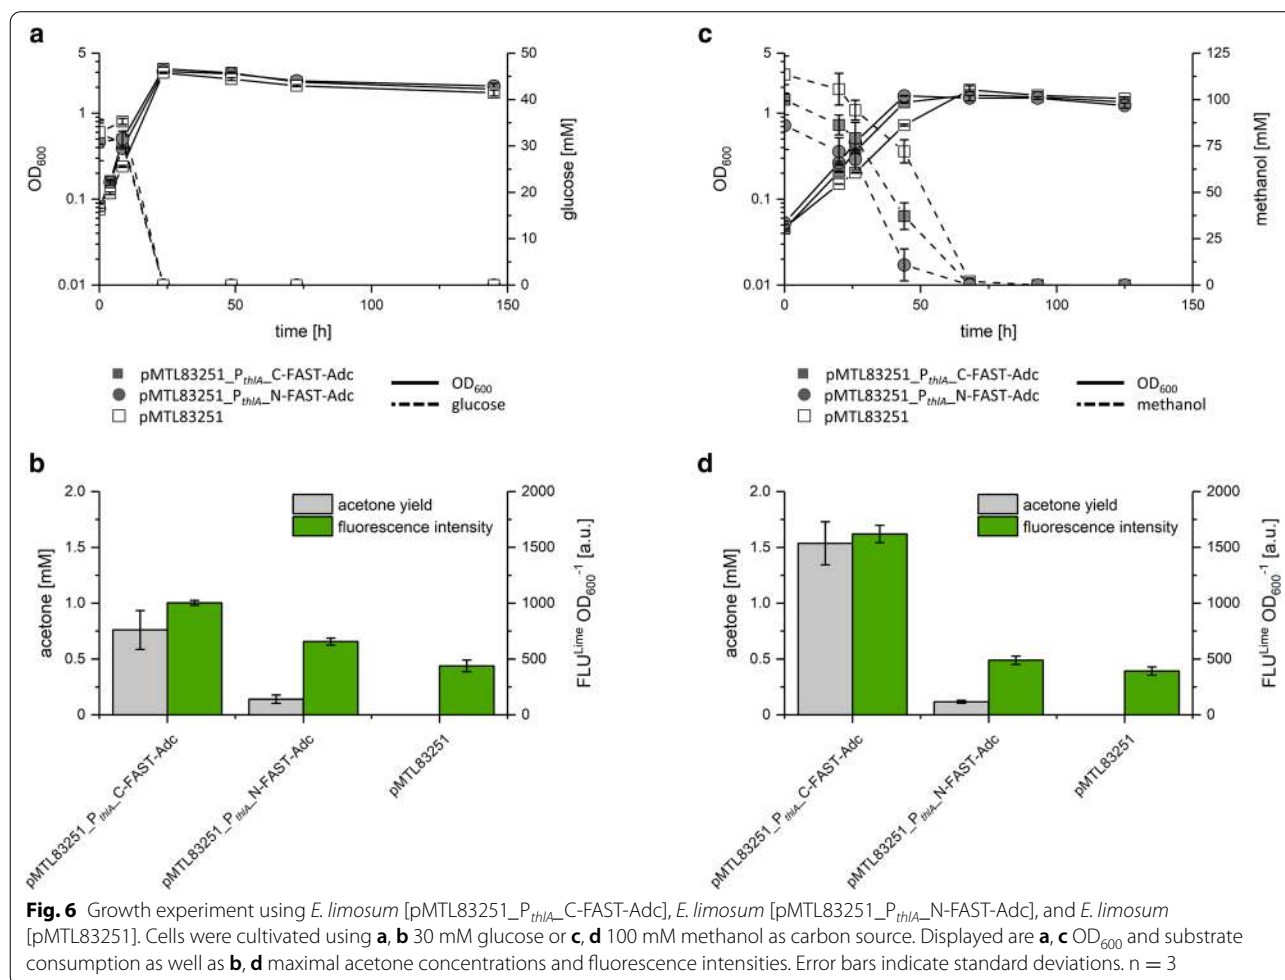 a
5
1
0.1
0.01
OD600
50
40
30
20
10
0
glucose [mM]
0
50
100
150
time [h]
pMTL83251_PthlA_C-FAST-Adc
pMTL83251_PthlA_N-FAST-Adc
pMTL83251
OD600
glucose
c
5
1
0.1
0.01
OD600
125
100
75
50
25
0
methanol [mM]
0
50
100
150
time [h]
pMTL83251_PthlA_C-FAST-Adc
pMTL83251_PthlA_N-FAST-Adc
pMTL83251
OD600
methanol
b
2.0
1.5
1.0
0.5
0
acetone [mM]
acetone yield
fluorescence intensity
2000
1500
1000
500
0
FLU^Lime OD600^-1 [a.u.]
pMTL83251_PthlA_C-FAST-Adc
pMTL83251_PthlA_N-FAST-Adc
pMTL83251
d
2.0
1.5
1.0
0.5
0
acetone [mM]
acetone yield
fluorescence intensity
2000
1500
1000
500
0
FLU^Lime OD600^-1 [a.u.]
pMTL83251_PthlA_C-FAST-Adc
pMTL83251_PthlA_N-FAST-Adc
pMTL83251
Fig. 6 Growth experiment using E. limosum [pMTL83251_PthlA_C-FAST-Adc], E. limosum [pMTL83251_PthlA_N-FAST-Adc], and E. limosum
[pMTL83251]. Cells were cultivated using a, b 30 mM glucose or c, d 100 mM methanol as carbon source. Displayed are a, c OD600 and substrate
consumption as well as b, d maximal acetone concentrations and fluorescence intensities. Error bars indicate standard deviations. n = 3